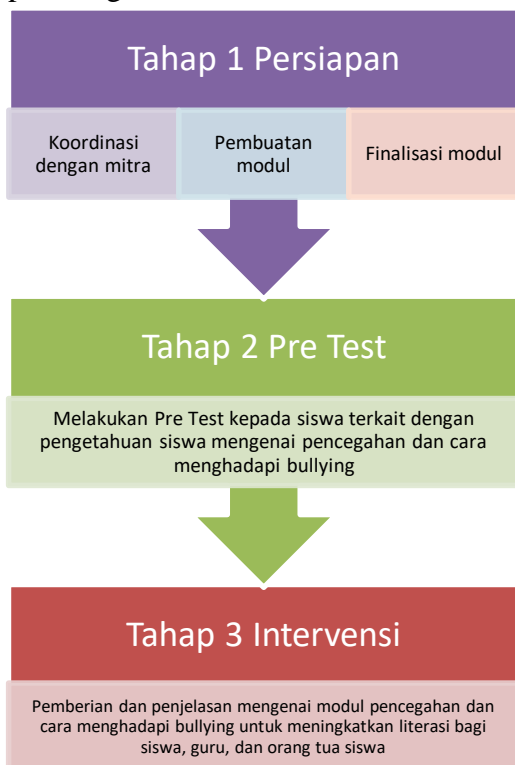 Tahap 1 Persiapan
Koordinasi
dengan mitra
Pembuatan
modul
Finalisasi modul
Tahap 2 Pre Test
Melakukan Pre Test kepada siswa terkait dengan
pengetahuan siswa mengenai pencegahan dan cara
menghadapi bullying
Tahap 3 Intervensi
Pemberian dan penjelasan mengenai modul pencegahan dan
cara menghadapi bullying untuk meningkatkan literasi bagi
siswa, guru, dan orang tua siswa